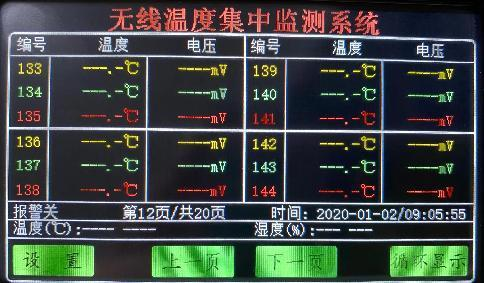 无线温度集中监测系统
编号 温度 电压 编号 温度 电压
133 ---.-℃ ----mV 139 ---.-℃ ----mV
134 ---.-℃ ----mV 140 ---.-℃ ----mV
135 ---.-℃ ----mV 141 ---.-℃ ----mV
136 ---.-℃ ----mV 142 ---.-℃ ----mV
137 ---.-℃ ----mV 143 ---.-℃ ----mV
138 ---.-℃ ----mV 144 ---.-℃ ----mV
报警关 第12页/共20页 时间: 2020-01-02/09:05:55
温度(℃):---- ---- 湿度(%):--- ---
设 置 上一页 下一页 循环显示